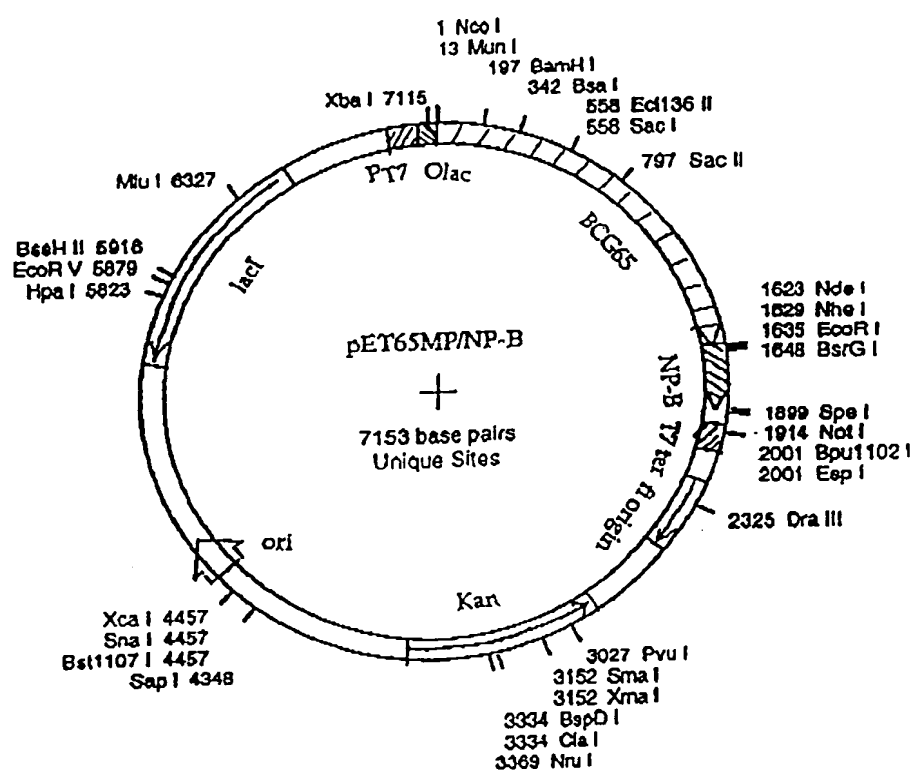 1 Nco I
13 Mun I
197 BamH I
342 Bsa I
558 Ecl136 II
558 Sac I
797 Sac II
Xba I 7115
PT7 Olac
Mlu I 6327
BssH II 5916
EcoR V 5879
Hpa I 5823
lacI
BCG65
1623 Nde I
1629 Nhe I
1635 EcoR I
1648 BsrG I
pET65MP/NP-B
7153 base pairs
Unique Sites
NP-B T7 ter f1 origin
1899 Spe I
1914 Not I
2001 Bpu1102 I
2001 Esp I
2325 Dra III
ori
Kan
Xca I 4457
Sna I 4457
Bst1107 I 4457
Sap I 4348
3027 Pvu I
3152 Sma I
3152 Xma I
3334 BspD I
3334 Cla I
3369 Nru I